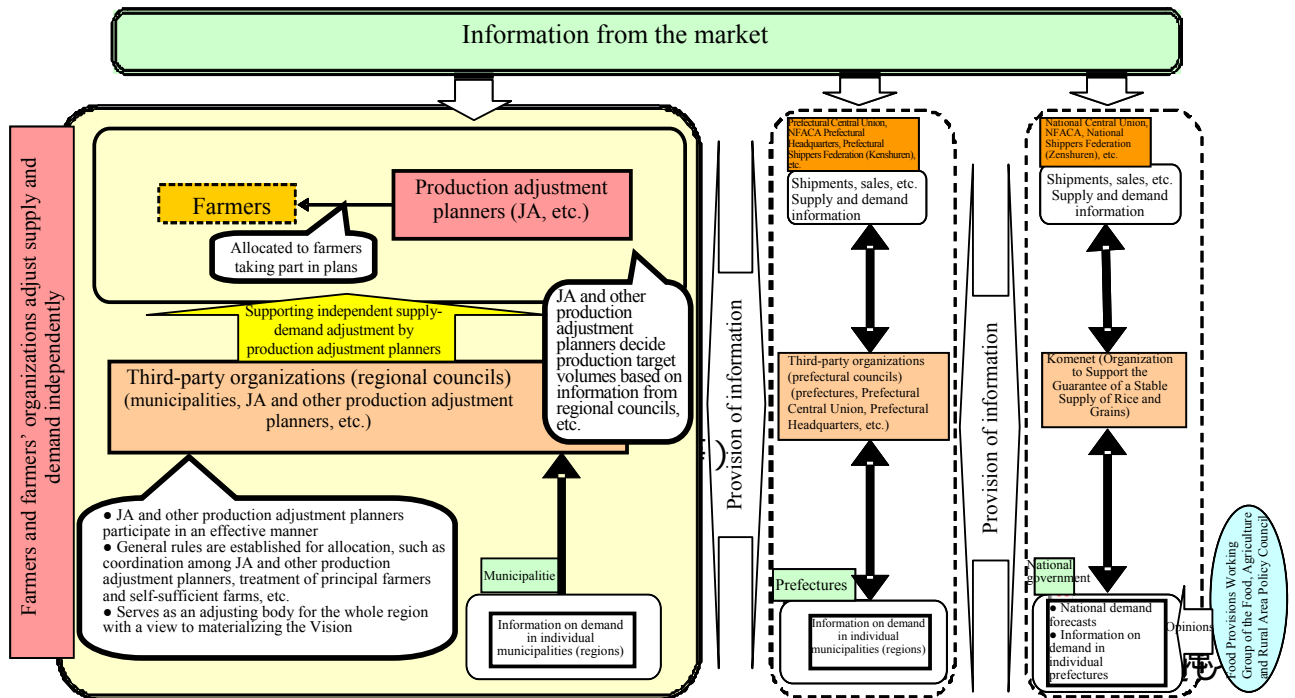 Information from the market
Farmers and farmers' organizations adjust supply and
demand independently
Farmers
Production adjustment
planners (JA, etc.)
Allocated to farmers
taking part in plans
Supporting independent supply-
demand adjustment by
production adjustment planners
JA and other
production
adjustment
planners decide
production target
volumes based on
information from
regional councils,
etc.
Third-party organizations (regional councils)
(municipalities, JA and other production adjustment
planners, etc.)
● JA and other production adjustment planners
participate in an effective manner
● General rules are established for allocation, such as
coordination among JA and other production
adjustment planners, treatment of principal farmers
and self-sufficient farms, etc.
● Serves as an adjusting body for the whole region
with a view to materializing the Vision
Municipalitie
Information on demand
in individual
municipalities (regions)
)
Provision of information
Prefectural Central Union,
NFACA Prefectural
Headquarters, Prefectural
Shippers Federation (Kenshuren),
etc.
Shipments, sales, etc.
Supply and demand
information
Third-party organizations
(prefectural councils)
(prefectures, Prefectural
Central Union, Prefectural
Headquarters, etc.)
Prefectures
Information on demand
in individual
municipalities (regions)
Provision of information
National Central Union,
NFACA, National
Shippers Federation
(Zenshuren), etc.
Shipments, sales, etc.
Supply and demand
information
Komenet (Organization
to Support the
Guarantee of a Stable
Supply of Rice and
Grains)
National
government
● National demand
forecasts
● Information on
demand in
individual
prefectures
Opinions
Food Provisions Working
Group of the Food, Agriculture
and Rural Area Policy Council